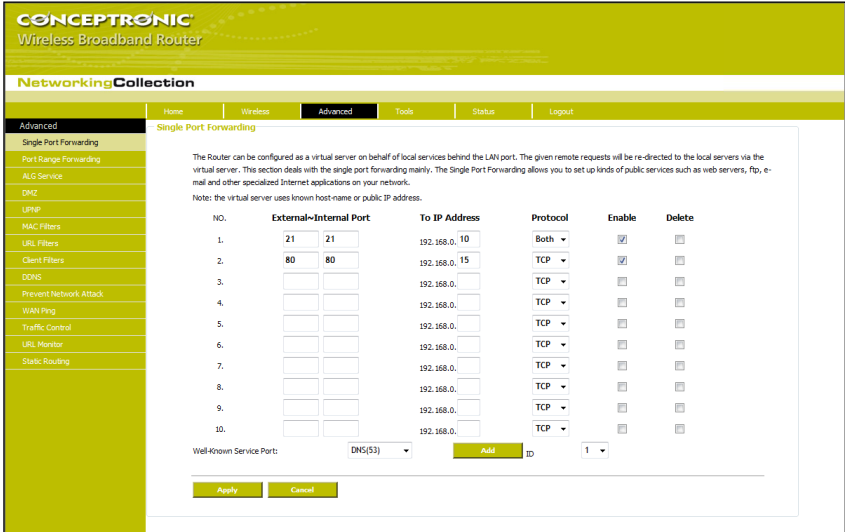 CONCEPTRONIC
Wireless Broadband Router
NetworkingCollection
Home Wireless Advanced Tools Status Logout
Advanced
Single Port Forwarding
Port Range Forwarding
ALG Service
DMZ
UPNP
MAC Filters
URL Filters
Client Filters
DDNS
Prevent Network Attack
WAN Ping
Traffic Control
URL Monitor
Static Routing
Single Port Forwarding
The Router can be configured as a virtual server on behalf of local services behind the LAN port. The given remote requests will be re-directed to the local servers via the
virtual server. This section deals with the single port forwarding mainly. The Single Port Forwarding allows you to set up kinds of public services such as web servers, ftp, e-
mail and other specialized Internet applications on your network.
Note: the virtual server uses known host-name or public IP address.
NO. External~Internal Port To IP Address Protocol Enable Delete
1. 21 21 192.168.0. 10 Both
2. 80 80 192.168.0. 15 TCP
3. 192.168.0. TCP
4. 192.168.0. TCP
5. 192.168.0. TCP
6. 192.168.0. TCP
7. 192.168.0. TCP
8. 192.168.0. TCP
9. 192.168.0. TCP
10. 192.168.0. TCP
Well-Known Service Port: DNS(53) Add ID 1
Apply Cancel